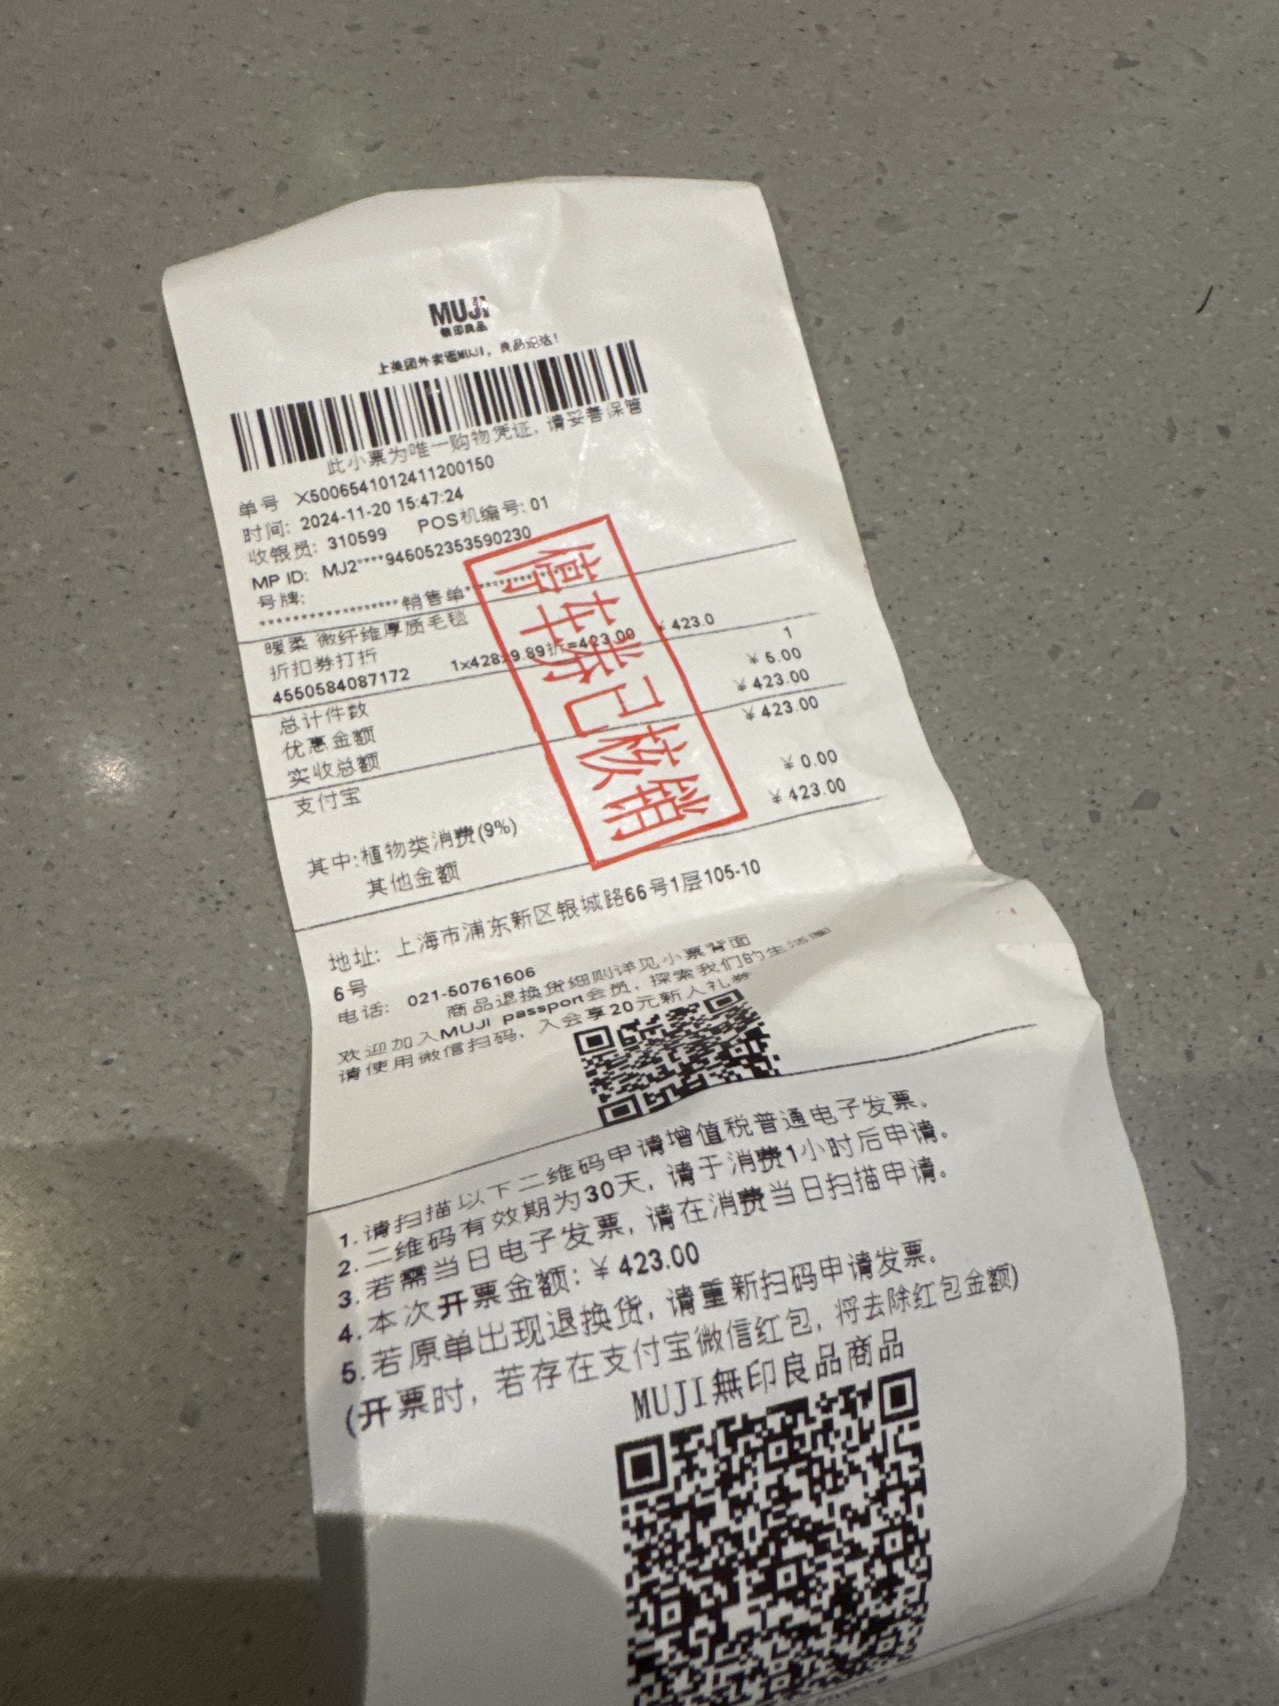 MUJI
無印良品
上美团外卖逛MUJI，良品迅达！
此小票为唯一购物凭证，请妥善保管
单号 X5006541012411200150
时间: 2024-11-20 15:47:24
收银员: 310599 POS机编号: 01
MP ID: MJ2****946052353590230
号牌:
********************销售单*
暖柔 微纤维厚质毛毯
折扣券打折 1x428x9.89折=423.00 ¥ 423.0
4550584087172
总计件数 1
优惠金额 ¥ 5.00
实收总额 ¥ 423.00
支付宝 ¥ 423.00
其中:植物类消费(9%) ¥ 0.00
其他金额 ¥ 423.00
停车券已核销
地址: 上海市浦东新区银城路66号1层105-10
6号
电话: 021-50761606
商品退换货细则详见小票背面
欢迎加入MUJI passport会员，探索我们的生活圈
请使用微信扫码，入会享20元新人礼券
1.请扫描以下二维码申请增值税普通电子发票。
2.二维码有效期为30天，请于消费1小时后申请。
3.若需当日电子发票，请在消费当日扫描申请。
4.本次开票金额: ¥ 423.00
5.若原单出现退换货，请重新扫码申请发票。
(开票时，若存在支付宝微信红包，将去除红包金额)
MUJI無印良品商品